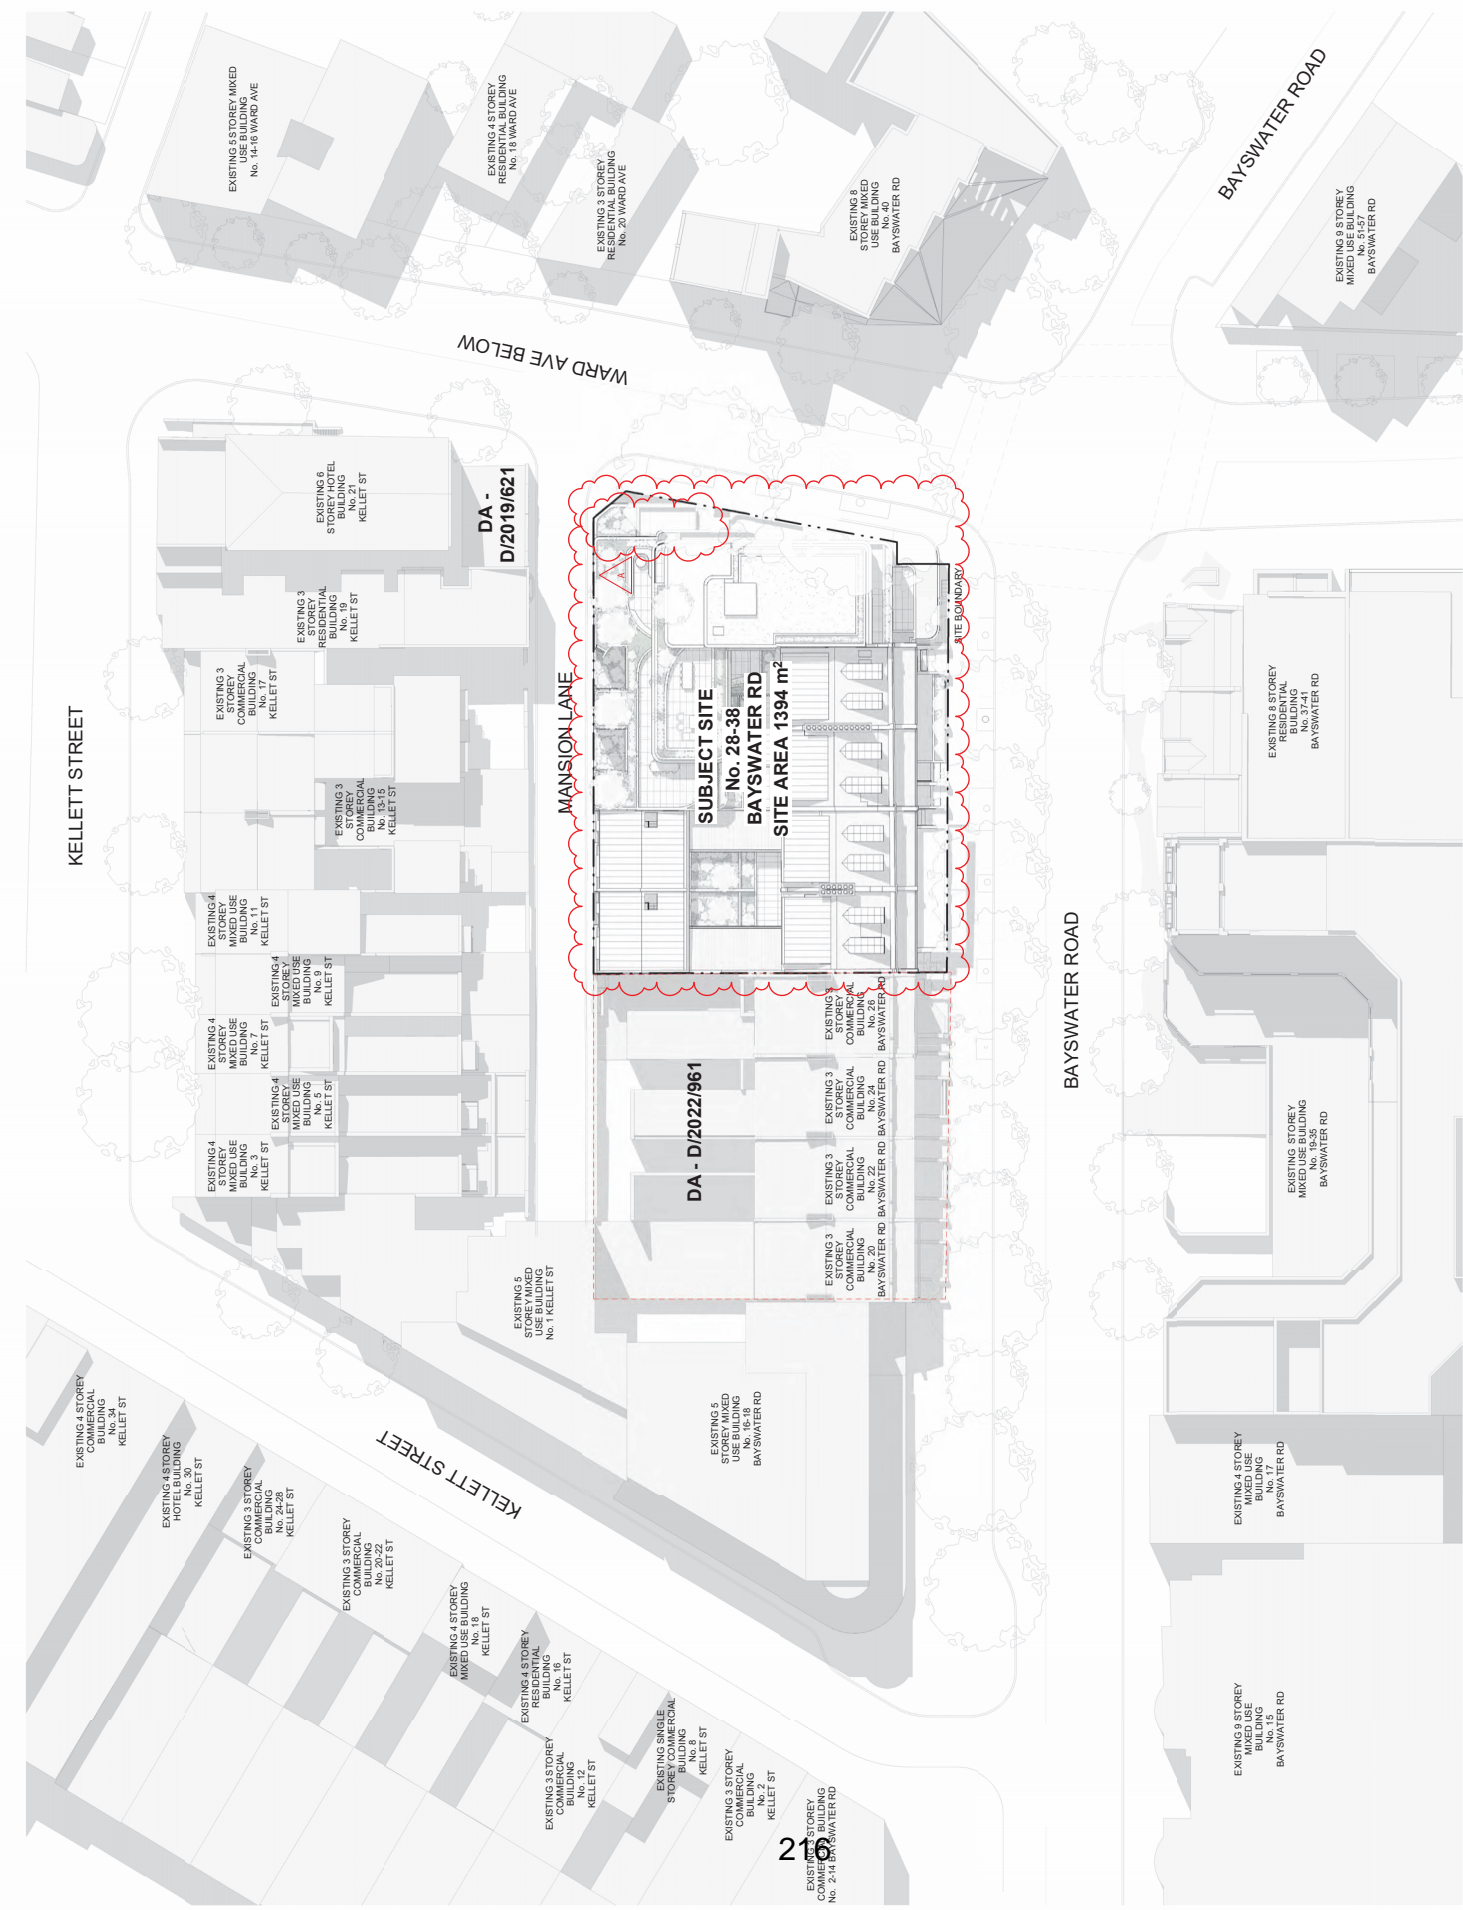 EXISTING 5 STOREY MIXED
USE BUILDING
No. 14-16 WARD AVE
EXISTING 4 STOREY
RESIDENTIAL BUILDING
No. 18 WARD AVE
EXISTING 3 STOREY
RESIDENTIAL BUILDING
No. 20 WARD AVE
EXISTING 8
STOREY MIXED
USE BUILDING
No. 40
BAYSWATER RD
BAYSWATER ROAD
EXISTING 9 STOREY
MIXED USE BUILDING
No. 51-57
BAYSWATER RD
WARD AVE BELOW
EXISTING 6
STOREY HOTEL
BUILDING
No. 21
KELLET ST
DA -
D/2019/621
EXISTING 3
STOREY
RESIDENTIAL
BUILDING
No. 19
KELLET ST
EXISTING 3
STOREY
COMMERCIAL
BUILDING
No. 17
KELLET ST
EXISTING 3
STOREY
COMMERCIAL
BUILDING
No. 13-15
KELLET ST
KELLETT STREET
MANSION LANE
A
SITE BOUNDARY
SUBJECT SITE
No. 28-38
BAYSWATER RD
SITE AREA 1394 m²
EXISTING 8 STOREY
RESIDENTIAL
BUILDING
No. 37-41
BAYSWATER RD
EXISTING 4
STOREY
MIXED USE
BUILDING
No. 11
KELLET ST
EXISTING 4
STOREY
MIXED USE
BUILDING
No. 9
KELLET ST
EXISTING 4
STOREY
MIXED USE
BUILDING
No. 7
KELLET ST
EXISTING 4
STOREY
MIXED USE
BUILDING
No. 5
KELLET ST
EXISTING 4
STOREY
MIXED USE
BUILDING
No. 3
KELLET ST
BAYSWATER ROAD
EXISTING 3
STOREY
COMMERCIAL
BUILDING
No. 26
BAYSWATER RD
EXISTING 3
STOREY
COMMERCIAL
BUILDING
No. 24
BAYSWATER RD
EXISTING 3
STOREY
COMMERCIAL
BUILDING
No. 22
BAYSWATER RD
EXISTING 3
STOREY
COMMERCIAL
BUILDING
No. 20
BAYSWATER RD
DA - D/2022/961
EXISTING STOREY
MIXED USE BUILDING
No. 19-35
BAYSWATER RD
EXISTING 5
STOREY MIXED
USE BUILDING
No. 1 KELLET ST
EXISTING 5
STOREY MIXED
USE BUILDING
No. 16-18
BAYSWATER RD
KELLETT STREET
EXISTING 4 STOREY
COMMERCIAL
BUILDING
No. 34
KELLET ST
EXISTING 4 STOREY
HOTEL BUILDING
No. 30
KELLET ST
EXISTING 3 STOREY
COMMERCIAL
BUILDING
No. 24-28
KELLET ST
EXISTING 3 STOREY
COMMERCIAL
BUILDING
No. 20-22
KELLET ST
EXISTING 4 STOREY
MIXED USE BUILDING
No. 18
KELLET ST
EXISTING 4 STOREY
RESIDENTIAL
BUILDING
No. 16
KELLET ST
EXISTING 3 STOREY
COMMERCIAL
BUILDING
No. 12
KELLET ST
EXISTING SINGLE
STOREY COMMERCIAL
BUILDING
No. 8
KELLET ST
EXISTING 3 STOREY
COMMERCIAL
BUILDING
No. 2
KELLET ST
EXISTING 3 STOREY
COMMERCIAL BUILDING
No. 2-14 BAYSWATER RD
EXISTING 4 STOREY
MIXED USE
BUILDING
No. 17
BAYSWATER RD
EXISTING 9 STOREY
MIXED USE
BUILDING
No. 15
BAYSWATER RD
216